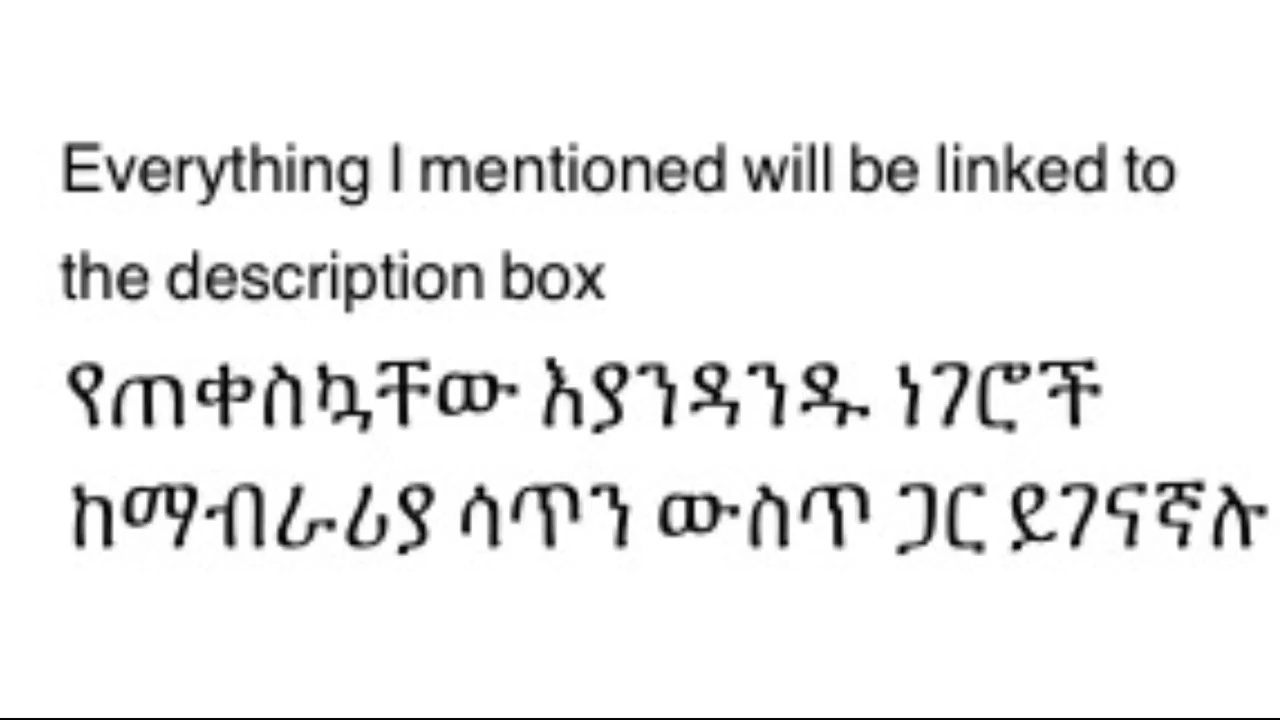 Everything I mentioned will be linked to
the description box
የጠቀስኳቸው እያንዳንዱ ነገሮች
ከማብራሪያ ሳጥን ውስጥ ጋር ይገናኛሉ